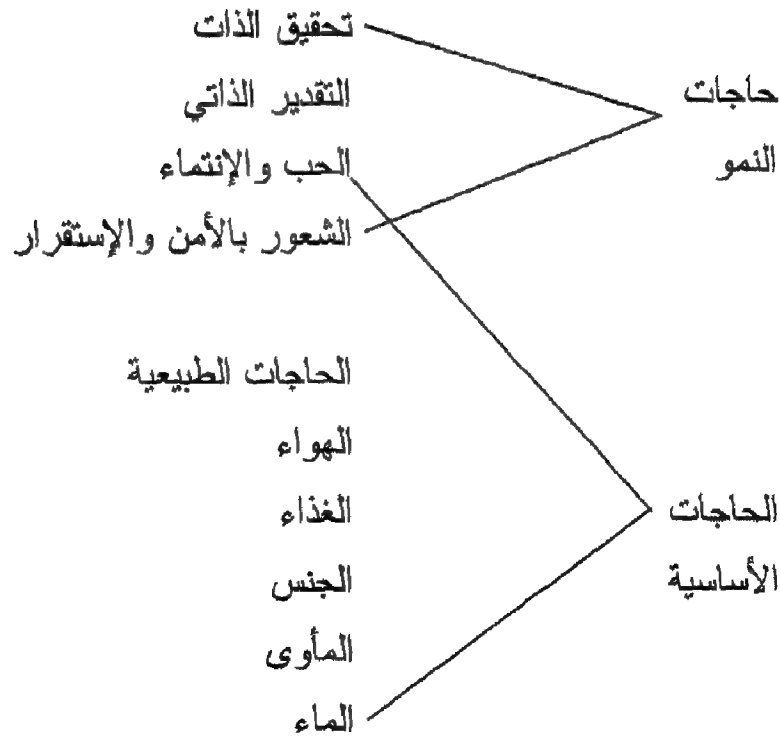 تحقيق الذات
التقدير الذاتي
الحب والإنتماء
الشعور بالأمن والإستقرار
حاجات
النمو
الحاجات الطبيعية
الهواء
الغذاء
الجنس
المأوى
الماء
الحاجات
الأساسية